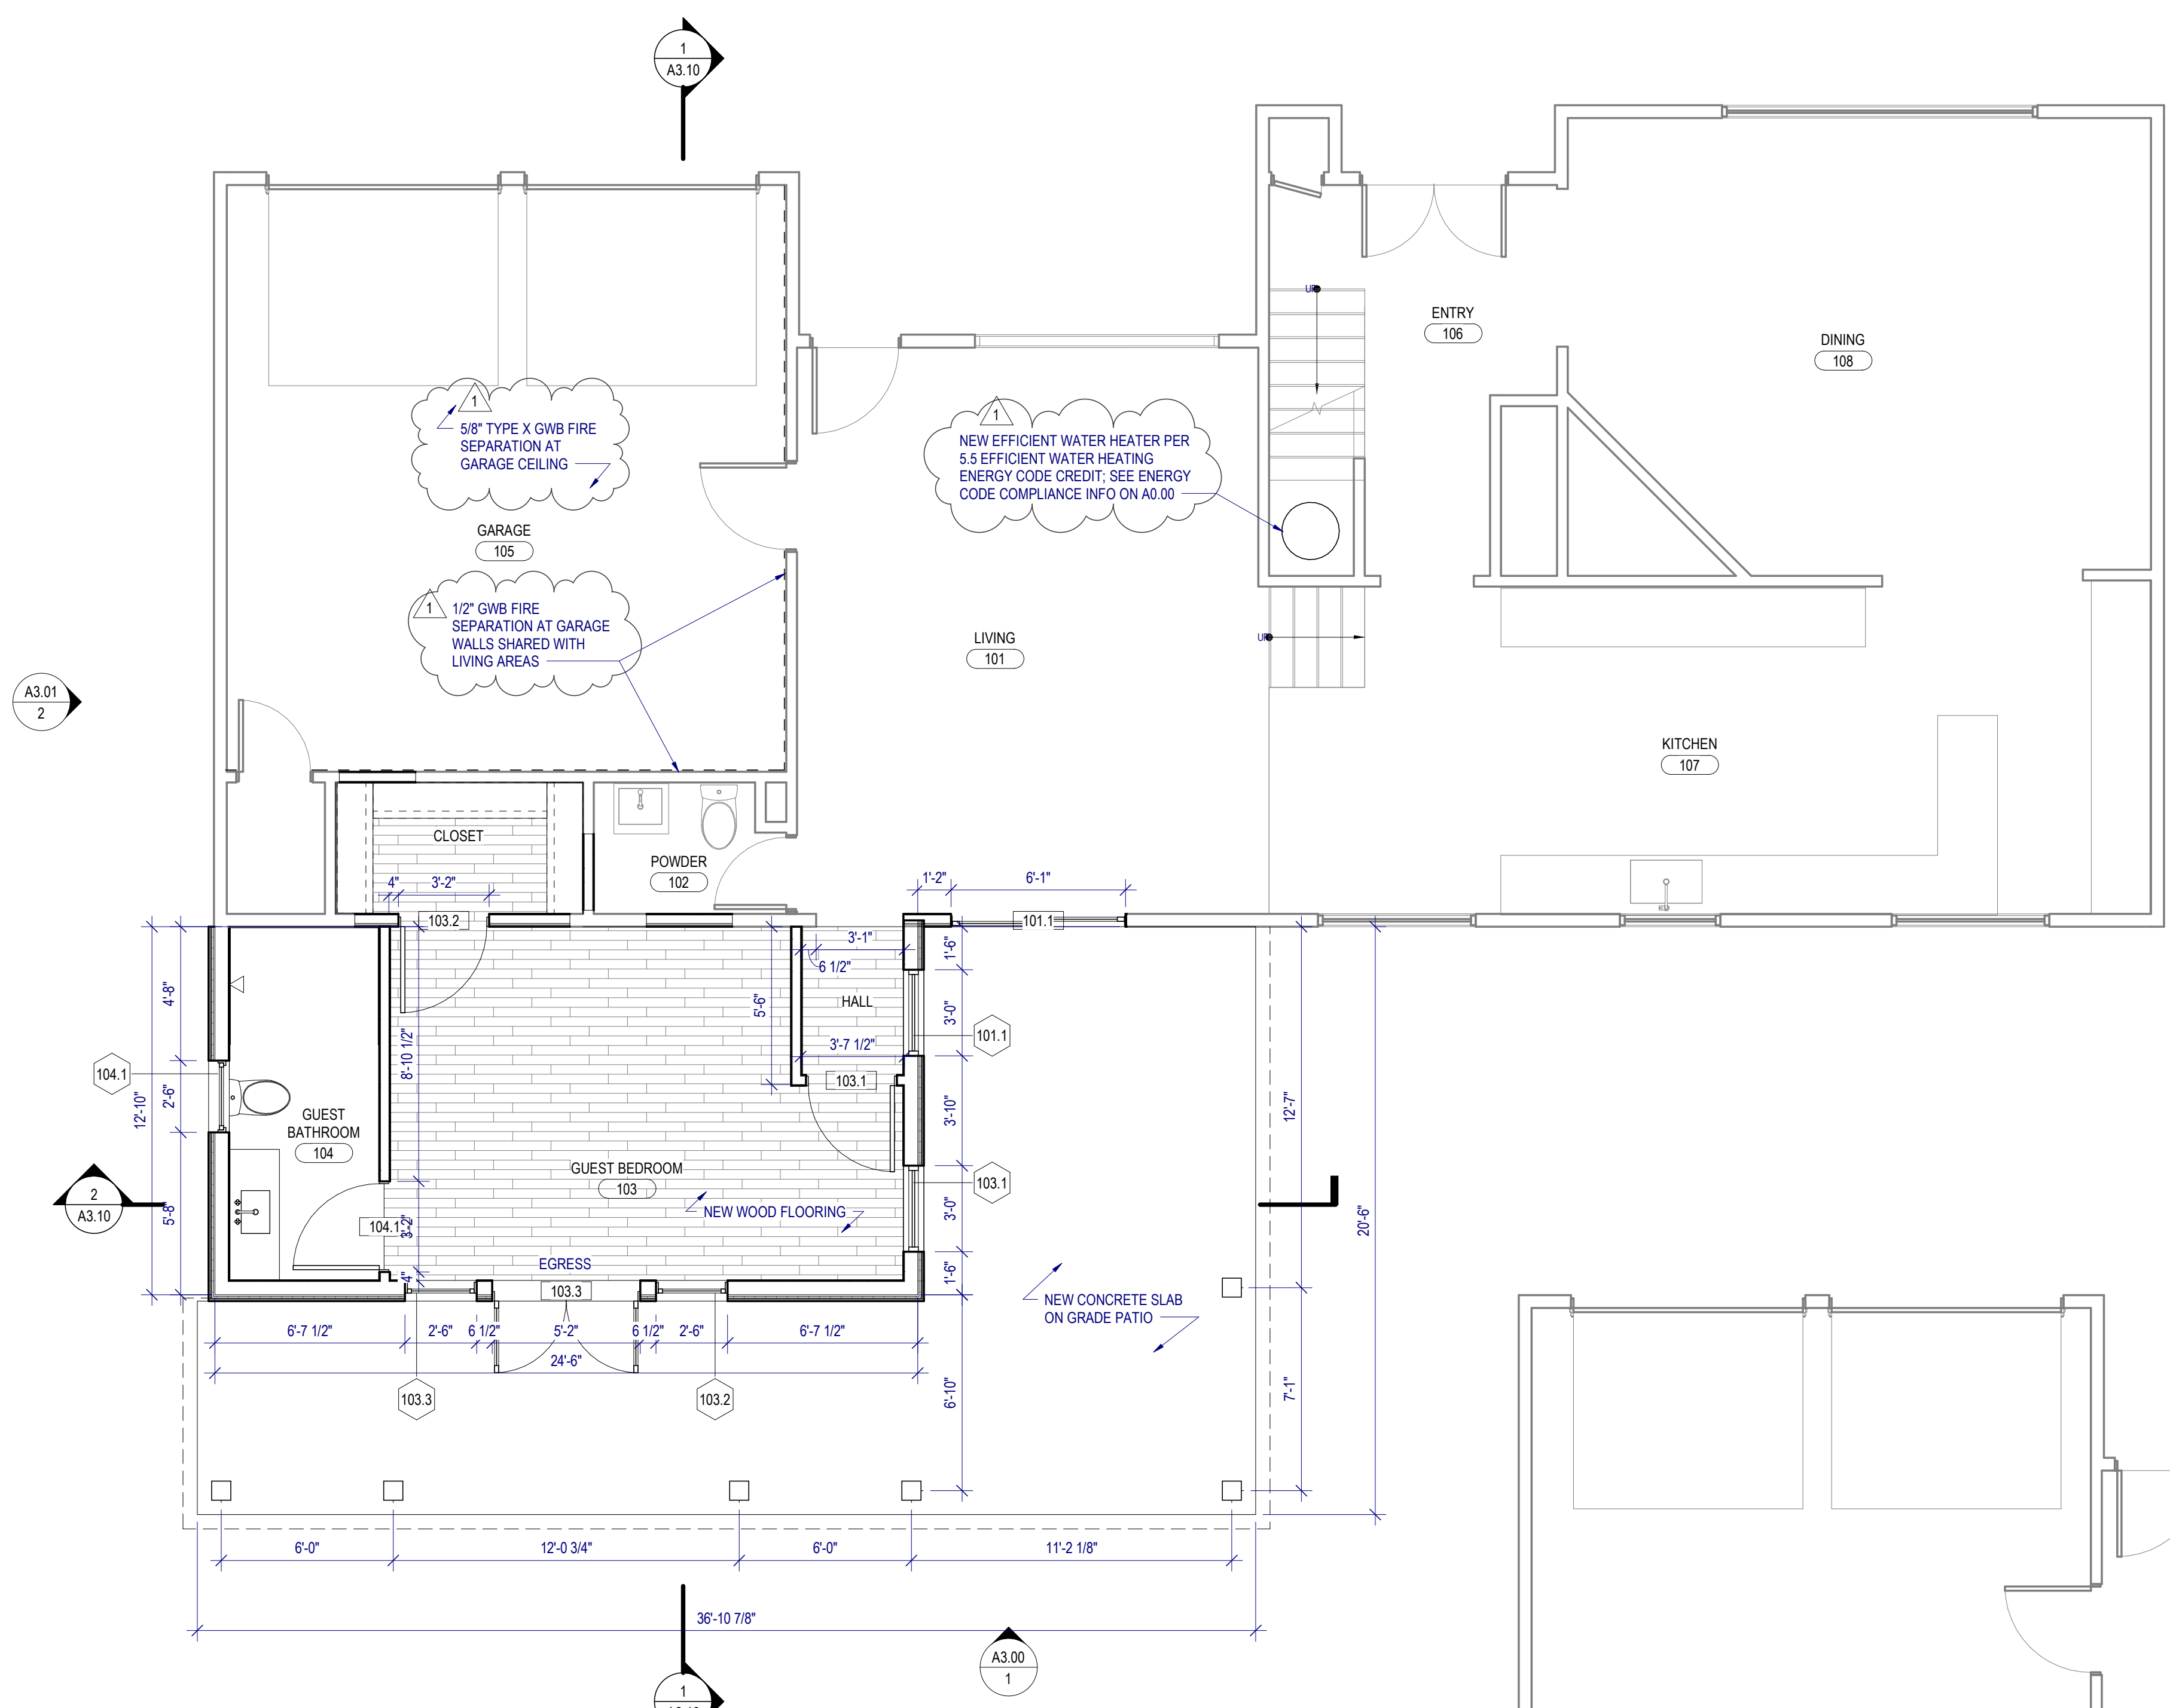 1
A3.10
UP
ENTRY
106
DINING
108
1
5/8" TYPE X GWB FIRE
SEPARATION AT
GARAGE CEILING
1
NEW EFFICIENT WATER HEATER PER
5.5 EFFICIENT WATER HEATING
ENERGY CODE CREDIT; SEE ENERGY
CODE COMPLIANCE INFO ON A0.00
GARAGE
105
1
1/2" GWB FIRE
SEPARATION AT GARAGE
WALLS SHARED WITH
LIVING AREAS
LIVING
101
UP
A3.01
2
KITCHEN
107
CLOSET
POWDER
102
4"
3'-2"
1'-2"
6'-1"
103.2
101.1
3'-1"
6 1/2"
1'-6"
4'-8"
5'-6"
HALL
3'-0"
101.1
8'-10 1/2"
3'-7 1/2"
103.1
104.1
2'-6"
12'-10"
3'-10"
12'-7"
GUEST
BATHROOM
104
GUEST BEDROOM
103
103.1
2
A3.10
5'-8"
NEW WOOD FLOORING
3'-0"
20'-6"
104.1
3'-2"
EGRESS
4"
103.3
1'-6"
NEW CONCRETE SLAB
ON GRADE PATIO
6'-7 1/2"
2'-6"
6 1/2"
5'-2"
6 1/2"
2'-6"
6'-7 1/2"
24'-6"
103.3
103.2
6'-10"
7'-1"
6'-0"
12'-0 3/4"
6'-0"
11'-2 1/8"
36'-10 7/8"
A3.00
1
1